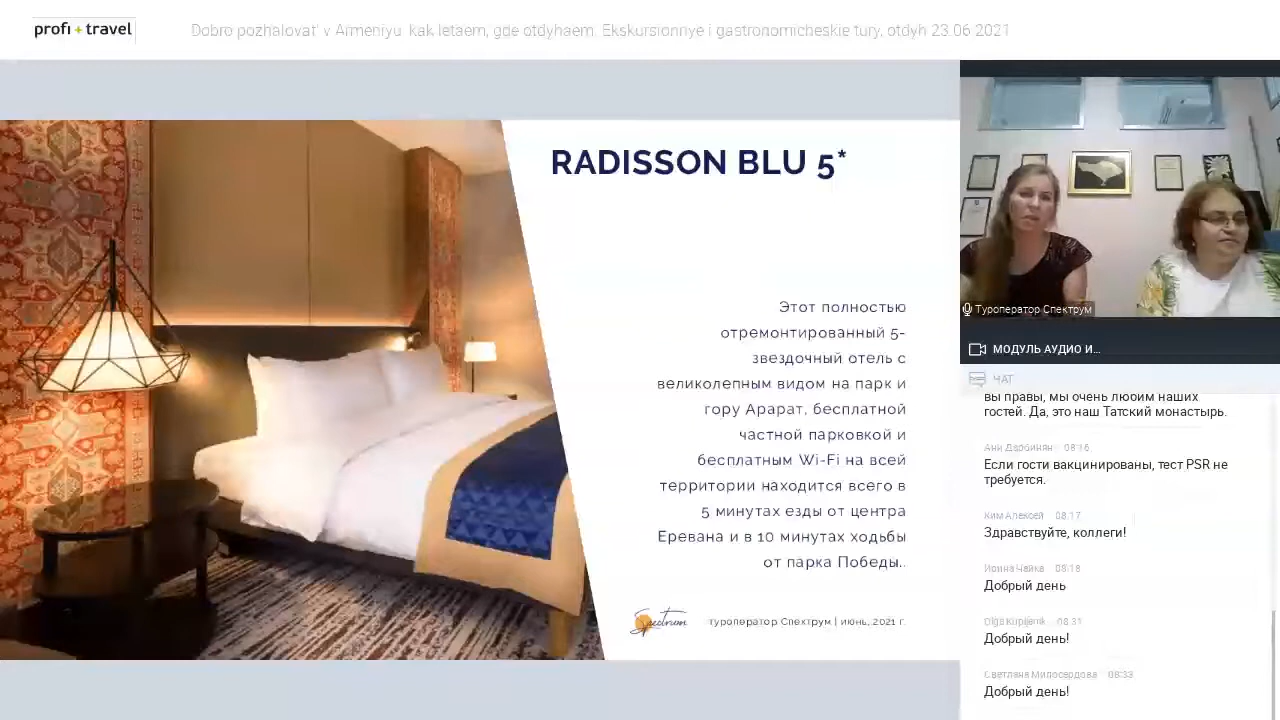 profi + travel
Dobro pozhalovat' v Armeniyu: kak letaem, gde otdyhaem. Ekskursionnye i gastronomicheskie tury, otdyh 23.06 2021
RADISSON BLU 5*
Этот полностью
отремонтированный 5-
звездочный отель с
великолепным видом на парк и
гору Арарат, бесплатной
частной парковкой и
бесплатным Wi-Fi на всей
территории находится всего в
5 минутах езды от центра
Еревана и в 10 минутах ходьбы
от парка Победы..
Spectrum
туроператор Спектрум | июнь, 2021 г.
Туроператор Спектрум
МОДУЛЬ АУДИО И...
ЧАТ
вы правы, мы очень любим наших
гостей. Да, это наш Татский монастырь.
Ани Дарбинян 08:16
Если гости вакцинированы, тест PSR не
требуется.
Ким Алексей 08:17
Здравствуйте, коллеги!
Ирина Чайка 08:18
Добрый день
08:31
Добрый день!
Светлана Милосердова 08:33
Добрый день!